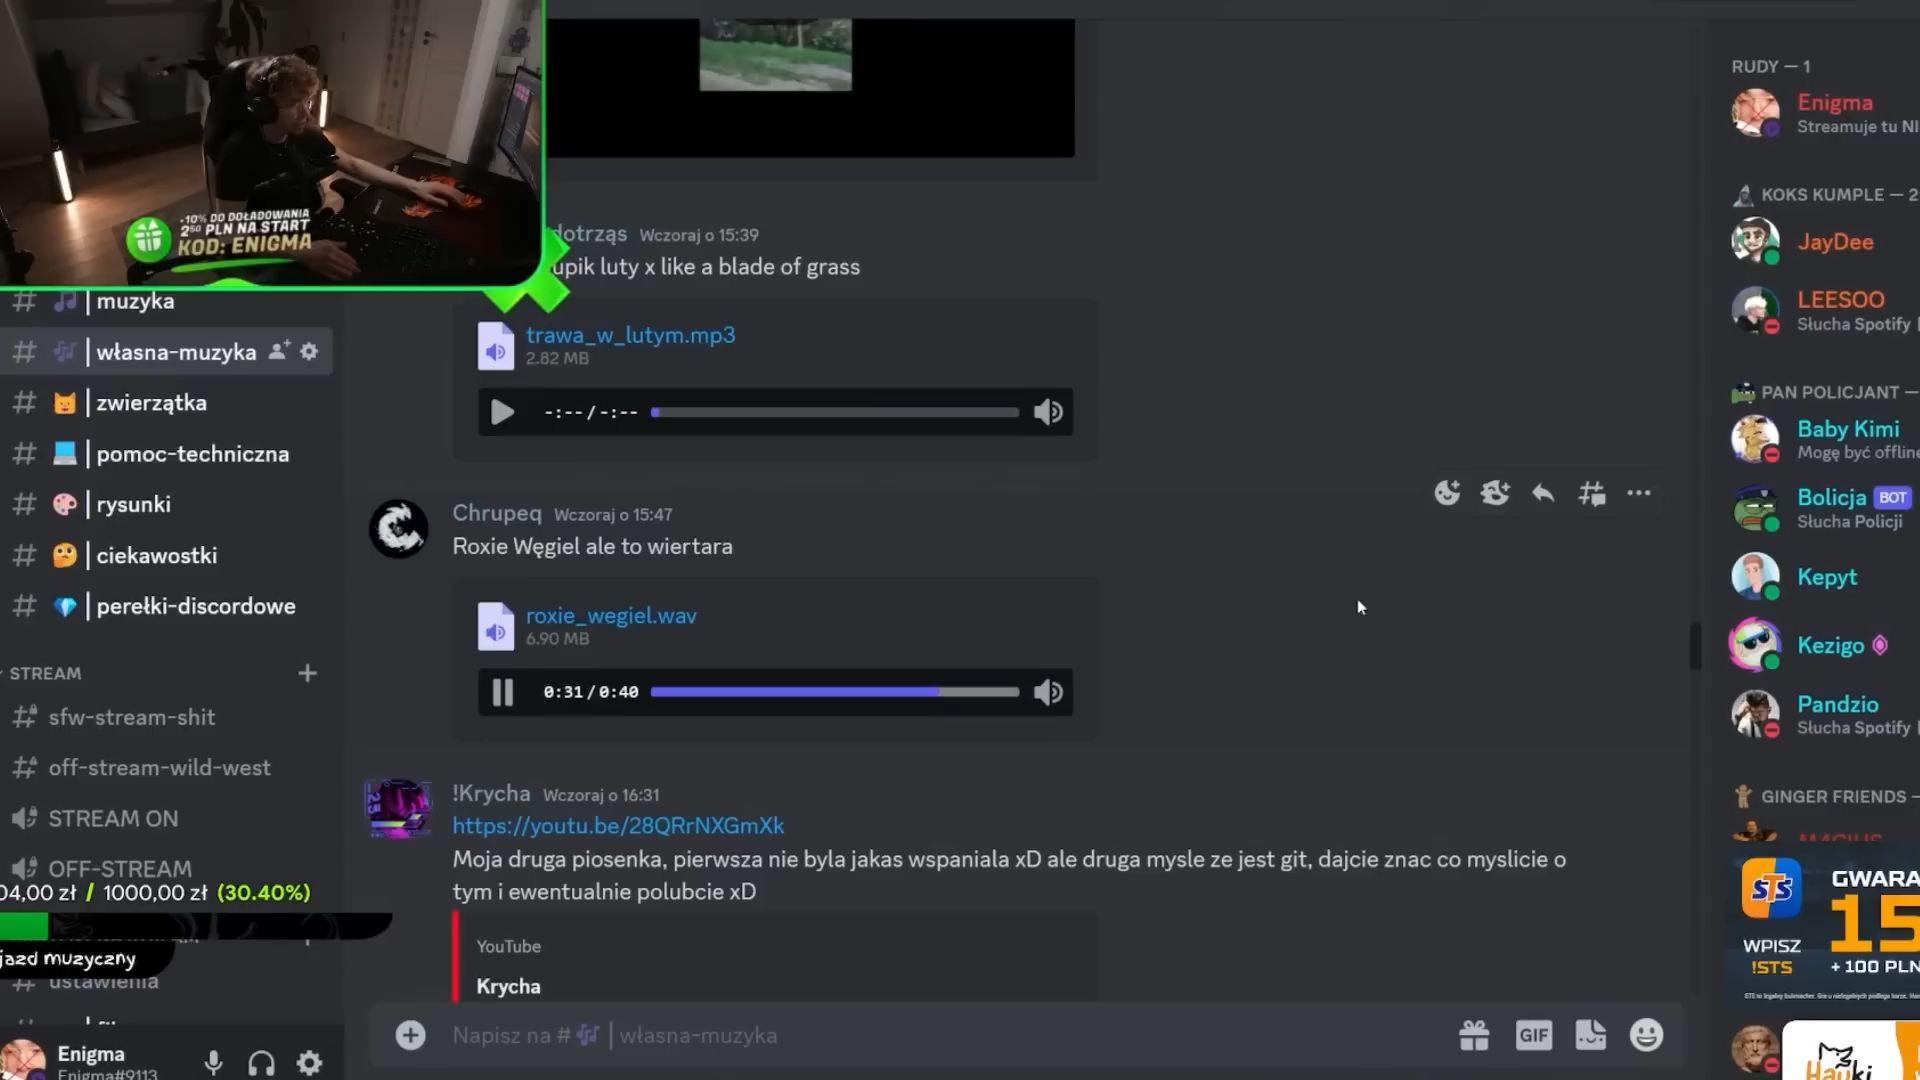 +10% DO DOŁADOWANIA
2⁵⁰ PLN NA START
KOD: ENIGMA
muzyka
własna-muzyka
zwierzątka
pomoc-techniczna
rysunki
ciekawostki
perełki-discordowe
STREAM
sfw-stream-shit
off-stream-wild-west
STREAM ON
OFF-STREAM
04,00 zł / 1000,00 zł (30.40%)
jazd muzyczny
ustawienia
Enigma
Enigma#9113
dotrząs Wczoraj o 15:39
upik luty x like a blade of grass
trawa_w_lutym.mp3
2.82 MB
-:-- / -:--
Chrupeq Wczoraj o 15:47
Roxie Węgiel ale to wiertara
roxie_wegiel.wav
6.90 MB
0:31 / 0:40
!Krycha Wczoraj o 16:31
https://youtu.be/28QRrNXGmXk
Moja druga piosenka, pierwsza nie byla jakas wspaniala xD ale druga mysle ze jest git, dajcie znac co myslicie o
tym i ewentualnie polubcie xD
YouTube
Krycha
Napisz na # | własna-muzyka
GIF
RUDY — 1
Enigma
Streamuje tu NI
KOKS KUMPLE — 2
JayDee
LEESOO
Słucha Spotify
PAN POLICJANT —
Baby Kimi
Mogę być offline
Bolicja BOT
Słucha Policji
Kepyt
Kezigo
Pandzio
Słucha Spotify
GINGER FRIENDS —
STS
GWARA
15
WPISZ
!STS
+ 100 PLN
Hauki